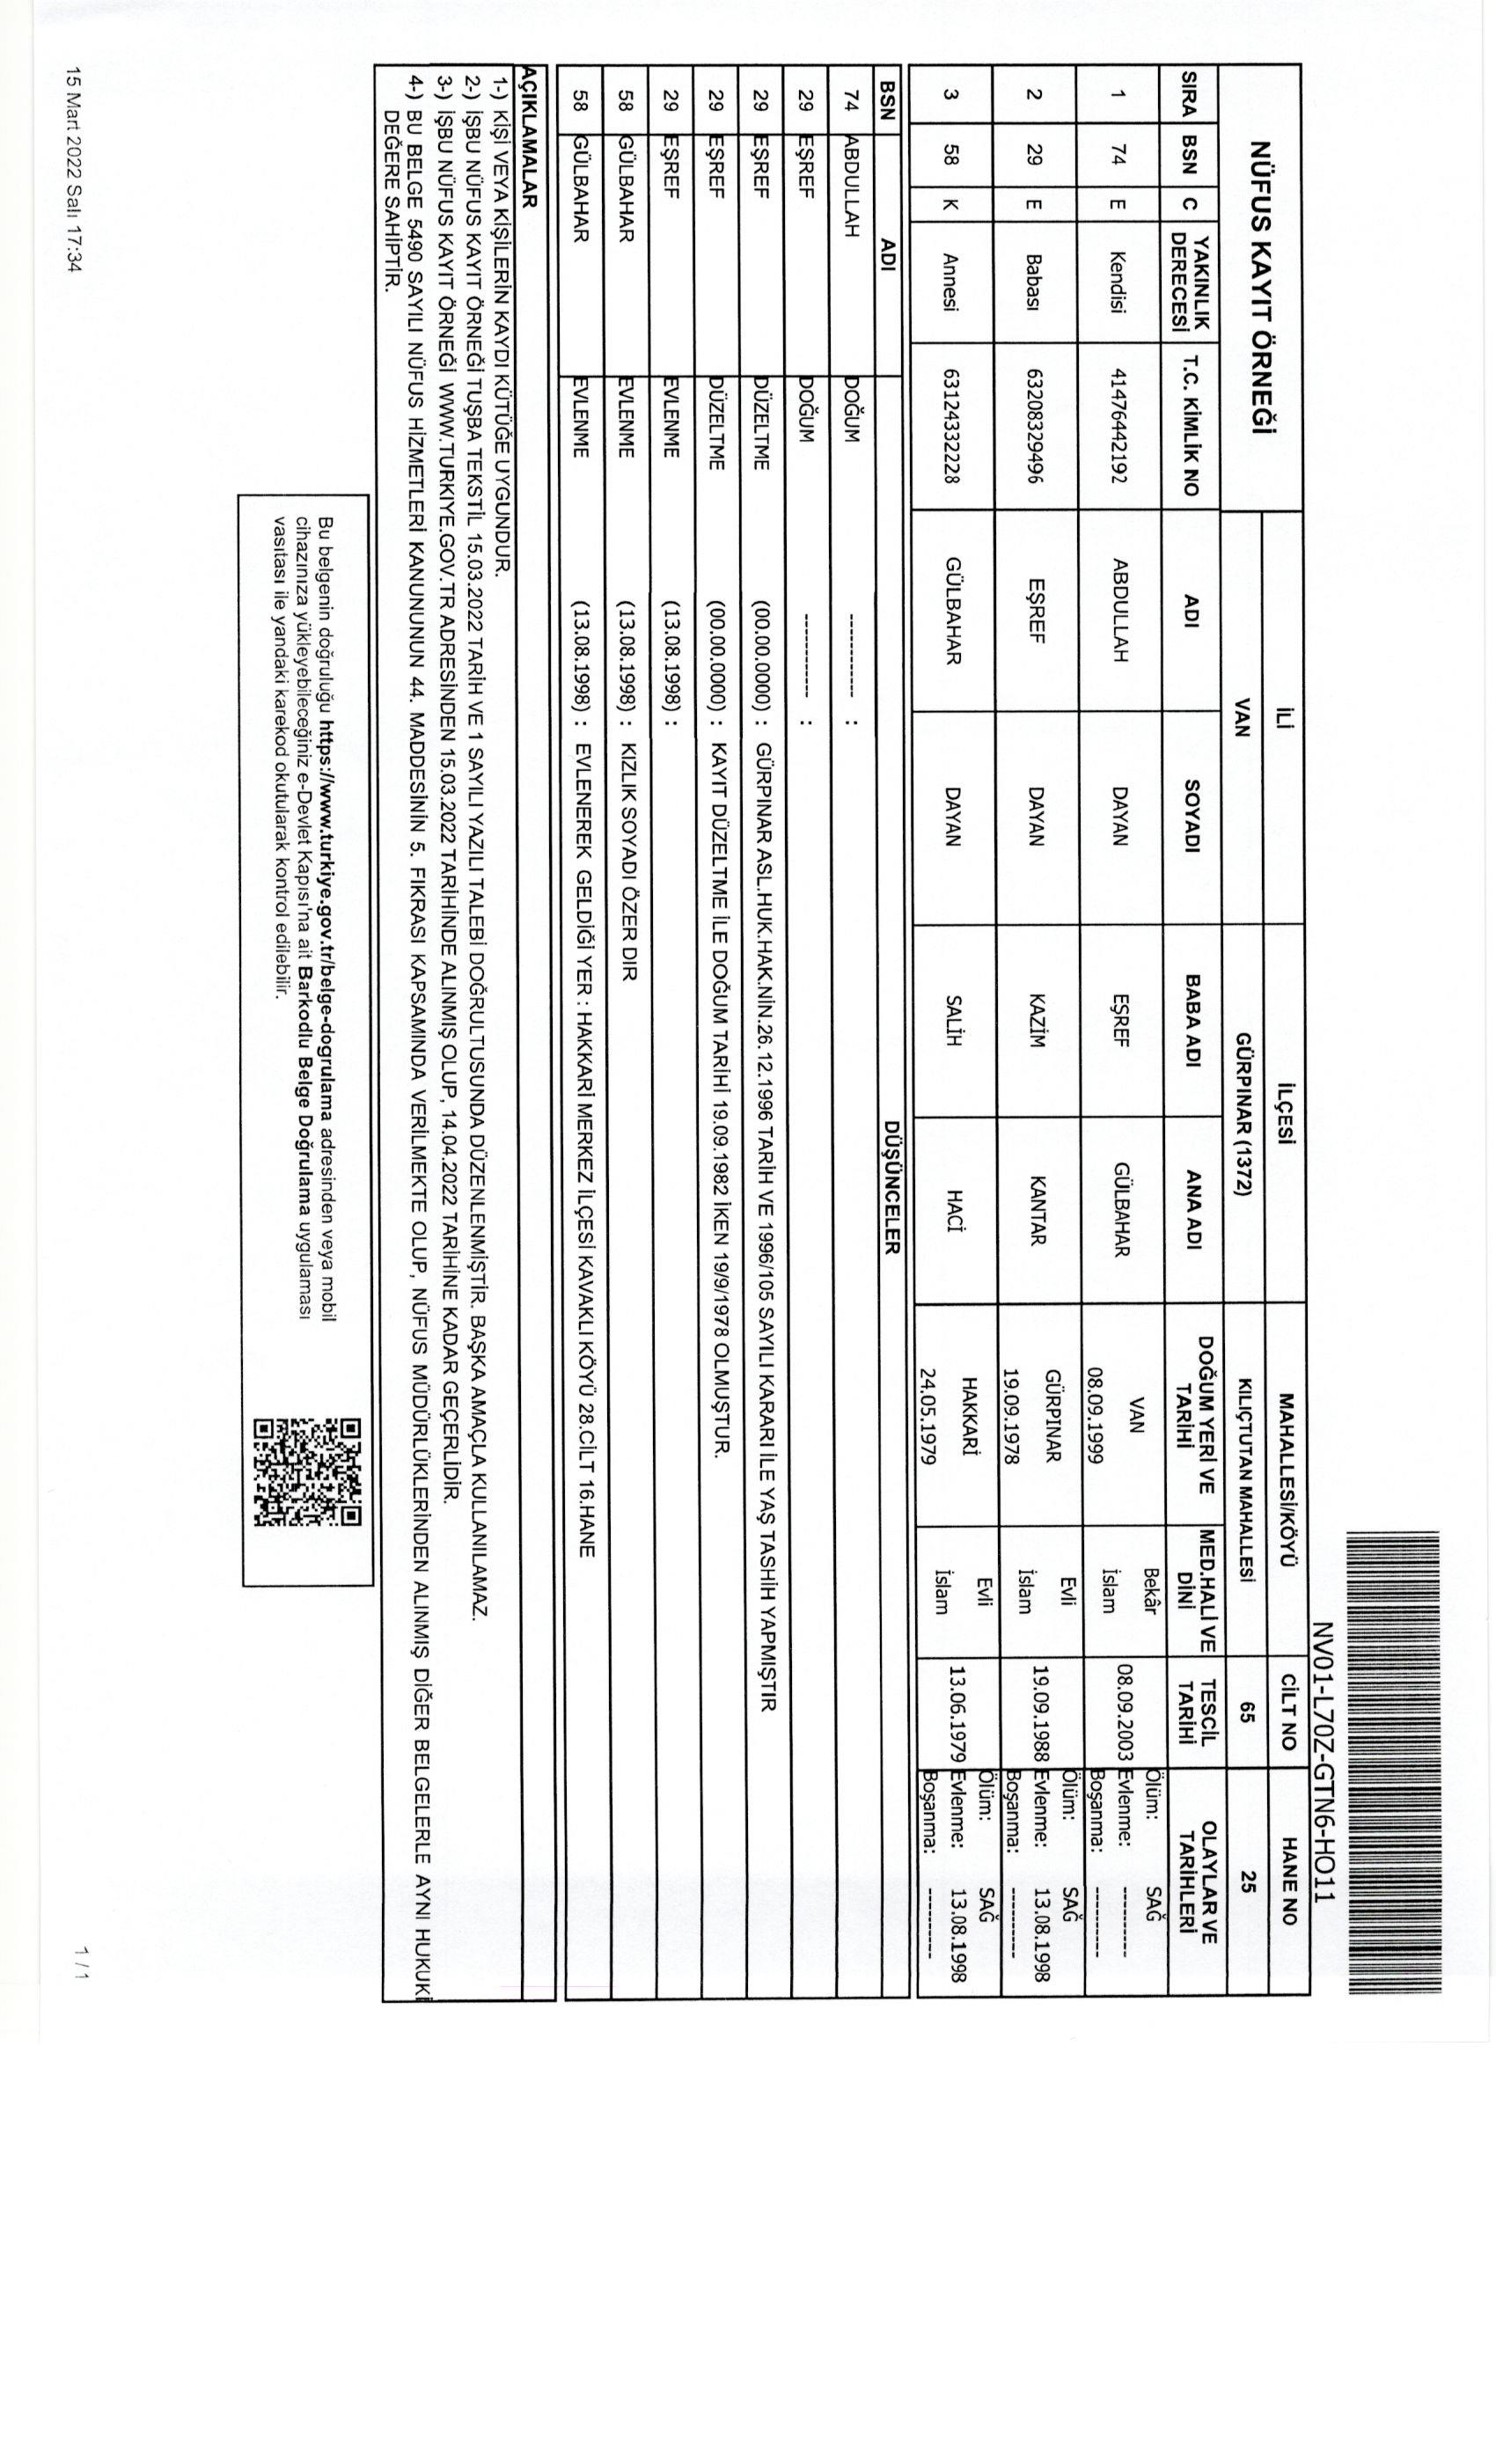 NV01-L70Z-GTN6-HO11
NÜFUS KAYIT ÖRNEĞİ İLİ İLÇESİ MAHALLESİ/KÖYÜ CİLT NO HANE NO
VAN GÜRPINAR (1372) KILIÇTUTAN MAHALLESİ 65 25
SIRA BSN C YAKINLIK DERECESİ T.C. KİMLİK NO ADI SOYADI BABA ADI ANA ADI DOĞUM YERİ VE TARİHİ MED.HALİ VE DİNİ TESCİL TARİHİ OLAYLAR VE TARİHLERİ
1 74 E Kendisi 41476442192 ABDULLAH DAYAN EŞREF GÜLBAHAR VAN 08.09.1999 Bekâr İslam 08.09.2003 Ölüm: SAĞ Evlenme: ---------- Boşanma: ----------
2 29 E Babası 63208329496 EŞREF DAYAN KAZİM KANTAR GÜRPINAR 19.09.1978 Evli İslam 19.09.1988 Ölüm: SAĞ Evlenme: 13.08.1998 Boşanma: ----------
3 58 K Annesi 63124332228 GÜLBAHAR DAYAN SALİH HACİ HAKKARİ 24.05.1979 Evli İslam 13.06.1979 Ölüm: SAĞ Evlenme: 13.08.1998 Boşanma: ----------
BSN ADI DÜŞÜNCELER
74 ABDULLAH DOĞUM ------------ :
29 EŞREF DOĞUM ------------ :
29 EŞREF DÜZELTME (00.00.0000) : GÜRPINAR ASL.HUK.HAK.NİN.26.12.1996 TARİH VE 1996/105 SAYILI KARARI İLE YAŞ TASHİH YAPMIŞTIR
29 EŞREF DÜZELTME (00.00.0000) : KAYIT DÜZELTME İLE DOĞUM TARİHİ 19.09.1982 İKEN 19/9/1978 OLMUŞTUR.
29 EŞREF EVLENME (13.08.1998) :
58 GÜLBAHAR EVLENME (13.08.1998) : KIZLIK SOYADI ÖZER DIR
58 GÜLBAHAR EVLENME (13.08.1998) : EVLENEREK GELDİĞİ YER : HAKKARİ MERKEZ İLÇESİ KAVAKLI KÖYÜ 28.CİLT 16.HANE
AÇIKLAMALAR
1-) KİŞİ VEYA KİŞİLERİN KAYDI KÜTÜĞE UYGUNDUR.
2-) İŞBU NÜFUS KAYIT ÖRNEĞİ TUŞBA TEKSTİL 15.03.2022 TARİH VE 1 SAYILI YAZILI TALEBİ DOĞRULTUSUNDA DÜZENLENMİŞTİR. BAŞKA AMAÇLA KULLANILAMAZ.
3-) İŞBU NÜFUS KAYIT ÖRNEĞİ WWW.TURKIYE.GOV.TR ADRESİNDEN 15.03.2022 TARİHİNDE ALINMIŞ OLUP, 14.04.2022 TARİHİNE KADAR GEÇERLİDİR.
4-) BU BELGE 5490 SAYILI NÜFUS HİZMETLERİ KANUNUNUN 44. MADDESİNİN 5. FIKRASI KAPSAMINDA VERİLMEKTE OLUP, NÜFUS MÜDÜRLÜKLERİNDEN ALINMIŞ DİĞER BELGELERLE AYNI HUKUKİ
DEĞERE SAHİPTİR.
Bu belgenin doğruluğu https://www.turkiye.gov.tr/belge-dogrulama adresinden veya mobil
cihazınıza yükleyebileceğiniz e-Devlet Kapısı'na ait Barkodlu Belge Doğrulama uygulaması
vasıtası ile yandaki karekod okutularak kontrol edilebilir.
15 Mart 2022 Salı 17:34
1 / 1